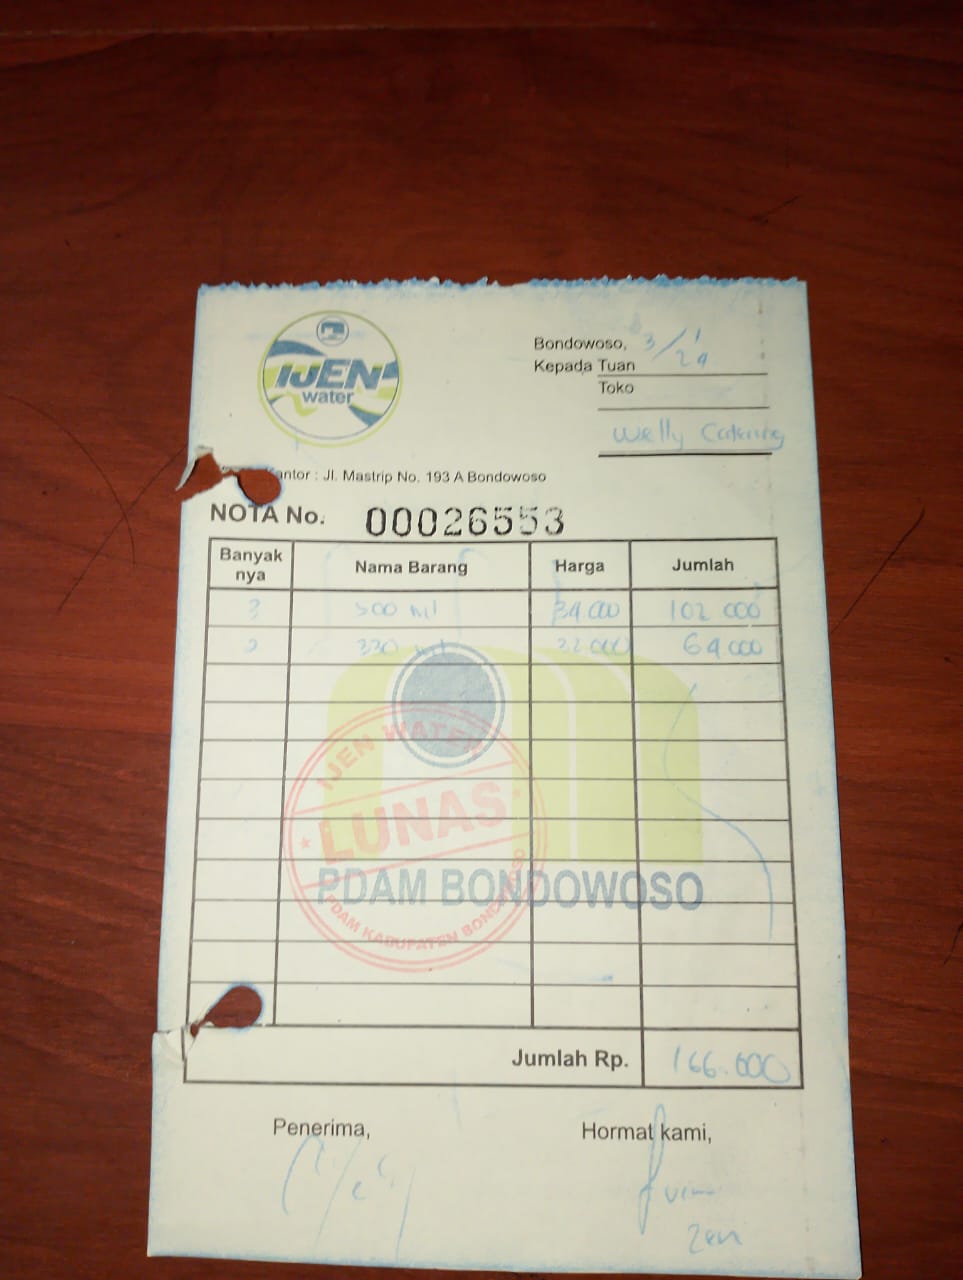 IJEN
water
Bondowoso, 3/1
24
Kepada Tuan
Toko
Welly Catering
Kantor : Jl. Mastrip No. 193 A Bondowoso
NOTA No. 00026553
Banyak nya Nama Barang Harga Jumlah
3 500 ml 34.000 102.000
2 330 ml 32.000 64.000
IJEN WATER
LUNAS
PDAM BONDOWOSO
PDAM KABUPATEN BONDOWOSO
Jumlah Rp. 166.000
Penerima, Hormat kami,